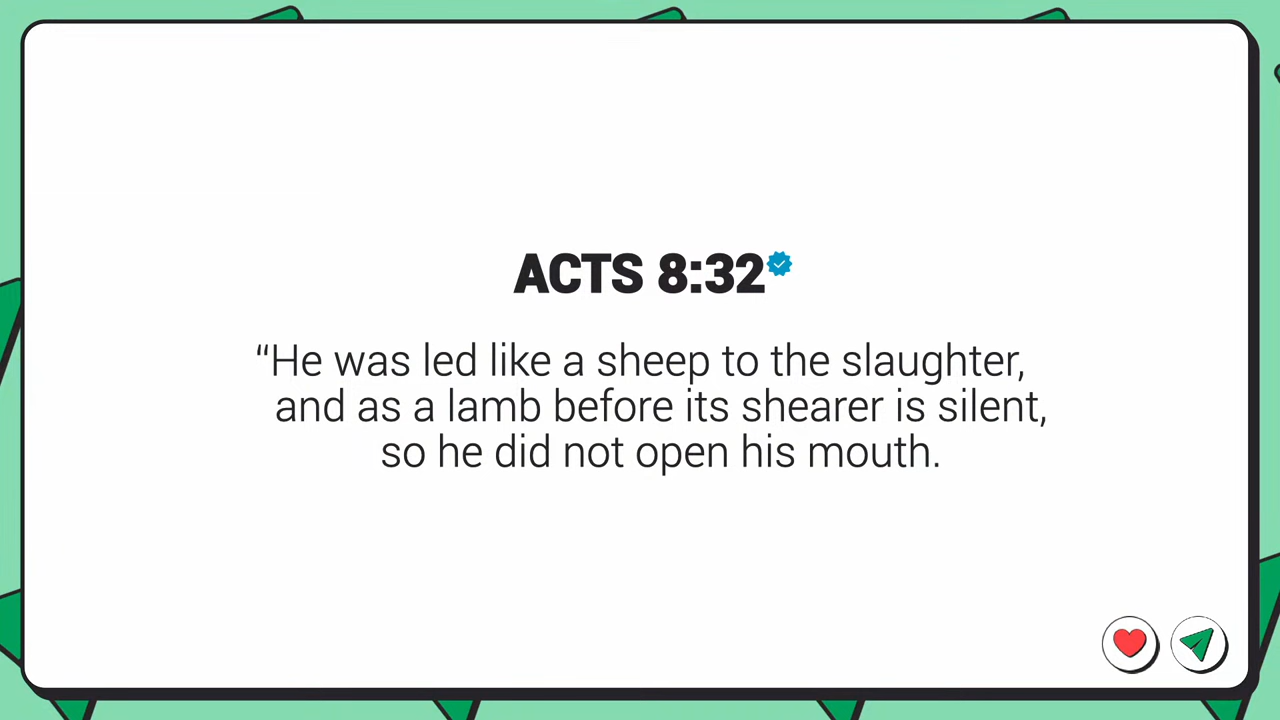 ACTS 8:32
“He was led like a sheep to the slaughter,
and as a lamb before its shearer is silent,
so he did not open his mouth.